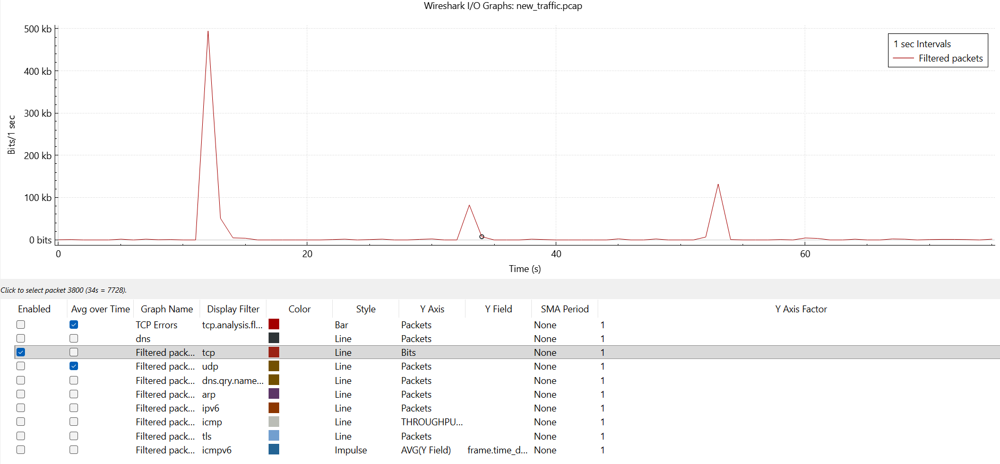 Wireshark I/O Graphs: new_traffic.pcap
500 kb
400 kb
300 kb
200 kb
100 kb
0 bits
Bits/1 sec
1 sec Intervals
Filtered packets
0 20 40 60
Time (s)
Click to select packet 3800 (34s = 7728).
Enabled Avg over Time Graph Name Display Filter Color Style Y Axis Y Field SMA Period Y Axis Factor
TCP Errors tcp.analysis.fl... Bar Packets None 1
dns Line Packets None 1
Filtered pack... tcp Line Bits None 1
Filtered pack... udp Line Packets None 1
Filtered pack... dns.qry.name... Line Packets None 1
Filtered pack... arp Line Packets None 1
Filtered pack... ipv6 Line Packets None 1
Filtered pack... icmp Line THROUGHPU... None 1
Filtered pack... tls Line Packets None 1
Filtered pack... icmpv6 Impulse AVG(Y Field) frame.time_d... None 1